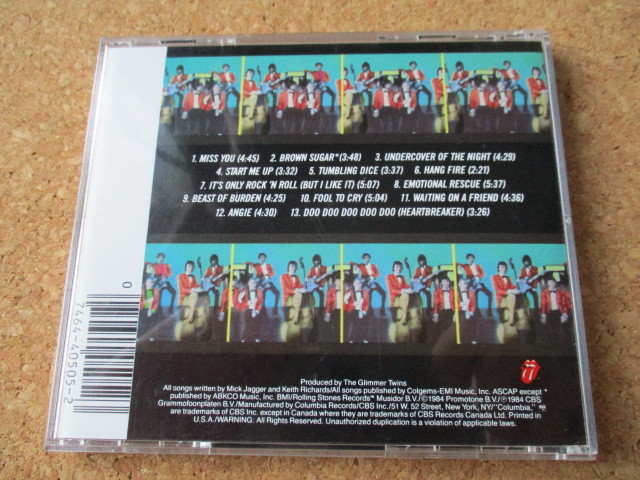 1. MISS YOU (4:45) 2. BROWN SUGAR* (3:48) 3. UNDERCOVER OF THE NIGHT (4:29)
4. START ME UP (3:32) 5. TUMBLING DICE (3:37) 6. HANG FIRE (2:21)
7. IT'S ONLY ROCK 'N ROLL (BUT I LIKE IT) (5:07) 8. EMOTIONAL RESCUE (5:37)
9. BEAST OF BURDEN (4:25) 10. FOOL TO CRY (5:04) 11. WAITING ON A FRIEND (4:36)
12. ANGIE (4:30) 13. DOO DOO DOO DOO DOO (HEARTBREAKER) (3:26)
0
7464-40505-2
Produced by The Glimmer Twins
All songs written by Mick Jagger and Keith Richards/All songs published by Colgems-EMI Music, Inc. ASCAP except *
published by ABKCO Music, Inc. BMI/Rolling Stones Records™ Musidor B.V./©1984 Promotone B.V./℗1984 CBS
Grammofoonplaten B.V./Manufactured by Columbia Records/CBS Inc./51 W. 52 Street, New York, NY/"Columbia,"
are trademarks of CBS Inc. except in Canada where they are trademarks of CBS Records Canada Ltd. Printed in
U.S.A./WARNING: All Rights Reserved. Unauthorized duplication is a violation of applicable laws.